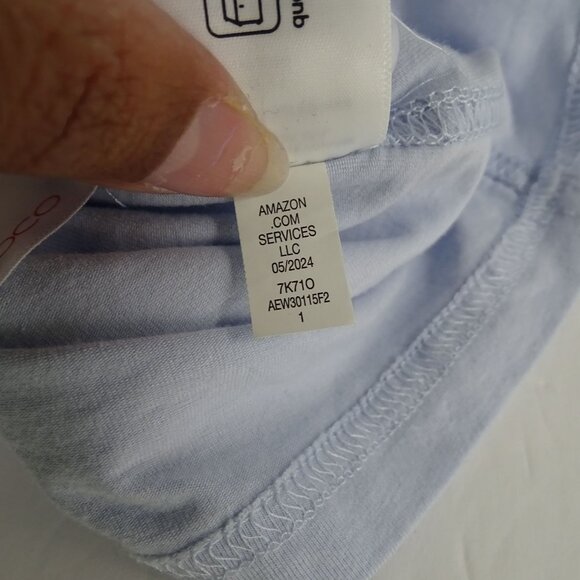 AMAZON
.COM
SERVICES
LLC
05/2024
7K71O
AEW30115F2
1